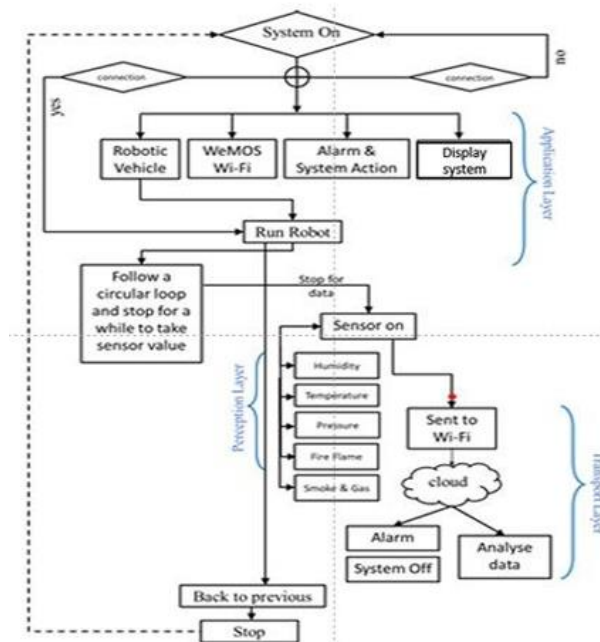 System On
connection
connection
no
yes
Robotic
Vehicle
WeMOS
Wi-Fi
Alarm &
System Action
Display
system
Application Layer
Run Robot
Follow a
circular loop
and stop for a
while to take
sensor value
Stop for
data
Sensor on
Perception Layer
Humidity
Temperature
Pressure
Fire Flame
Smoke & Gas
Sent to
Wi-Fi
cloud
Transport Layer
Alarm
System Off
Analyse
data
Back to previous
Stop